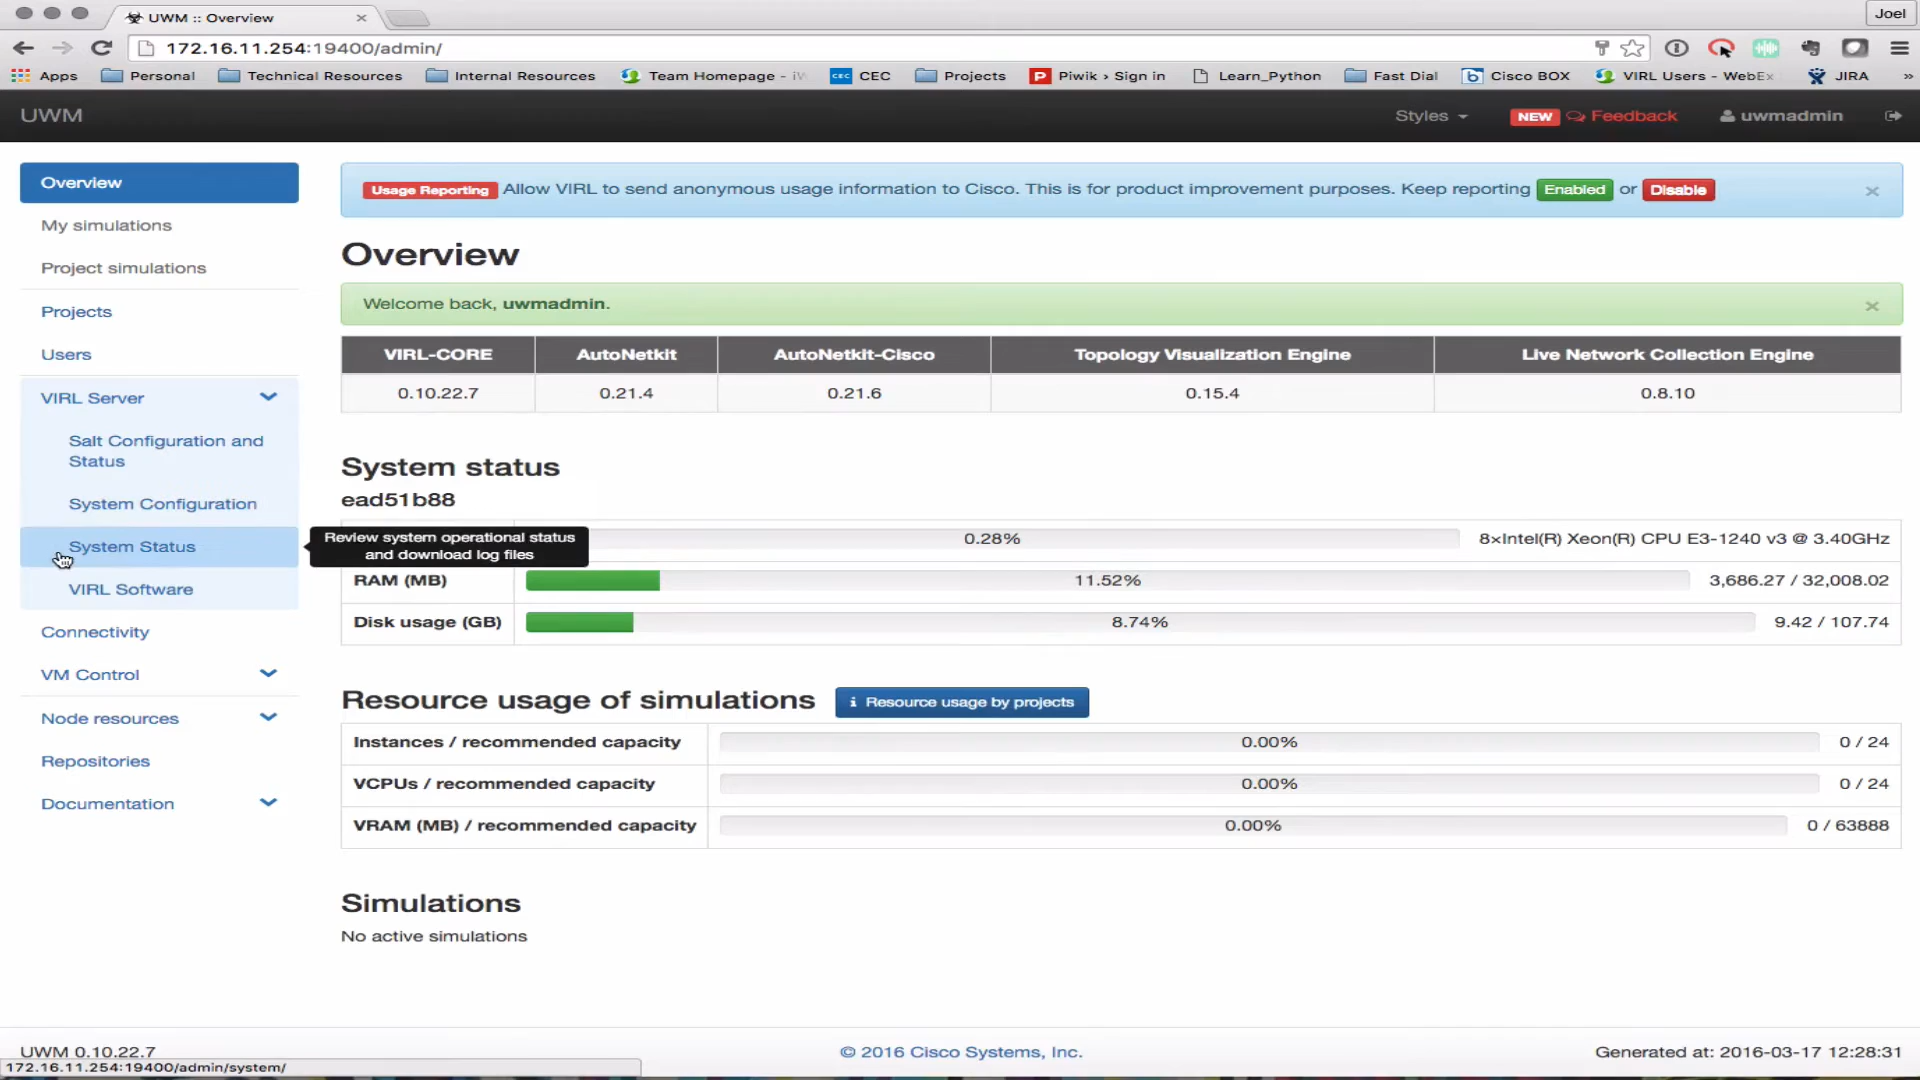 UWM :: Overview
Joel
172.16.11.254:19400/admin/
Apps Personal Technical Resources Internal Resources Team Homepage - CEC Projects Piwik › Sign in Learn_Python Fast Dial Cisco BOX VIRL Users - WebEx JIRA »
UWM
Styles
NEW Feedback
uwmadmin
Overview
My simulations
Project simulations
Projects
Users
VIRL Server
Salt Configuration and
Status
System Configuration
System Status
VIRL Software
Connectivity
VM Control
Node resources
Repositories
Documentation
Usage Reporting Allow VIRL to send anonymous usage information to Cisco. This is for product improvement purposes. Keep reporting Enabled or Disable
Overview
Welcome back, uwmadmin.
VIRL-CORE AutoNetkit AutoNetkit-Cisco Topology Visualization Engine Live Network Collection Engine
0.10.22.7 0.21.4 0.21.6 0.15.4 0.8.10
System status
ead51b88
Review system operational status
and download log files
0.28% 8×Intel(R) Xeon(R) CPU E3-1240 v3 @ 3.40GHz
RAM (MB) 11.52% 3,686.27 / 32,008.02
Disk usage (GB) 8.74% 9.42 / 107.74
Resource usage of simulations
Resource usage by projects
Instances / recommended capacity 0.00% 0 / 24
VCPUs / recommended capacity 0.00% 0 / 24
VRAM (MB) / recommended capacity 0.00% 0 / 63888
Simulations
No active simulations
UWM 0.10.22.7
© 2016 Cisco Systems, Inc.
Generated at: 2016-03-17 12:28:31
172.16.11.254:19400/admin/system/